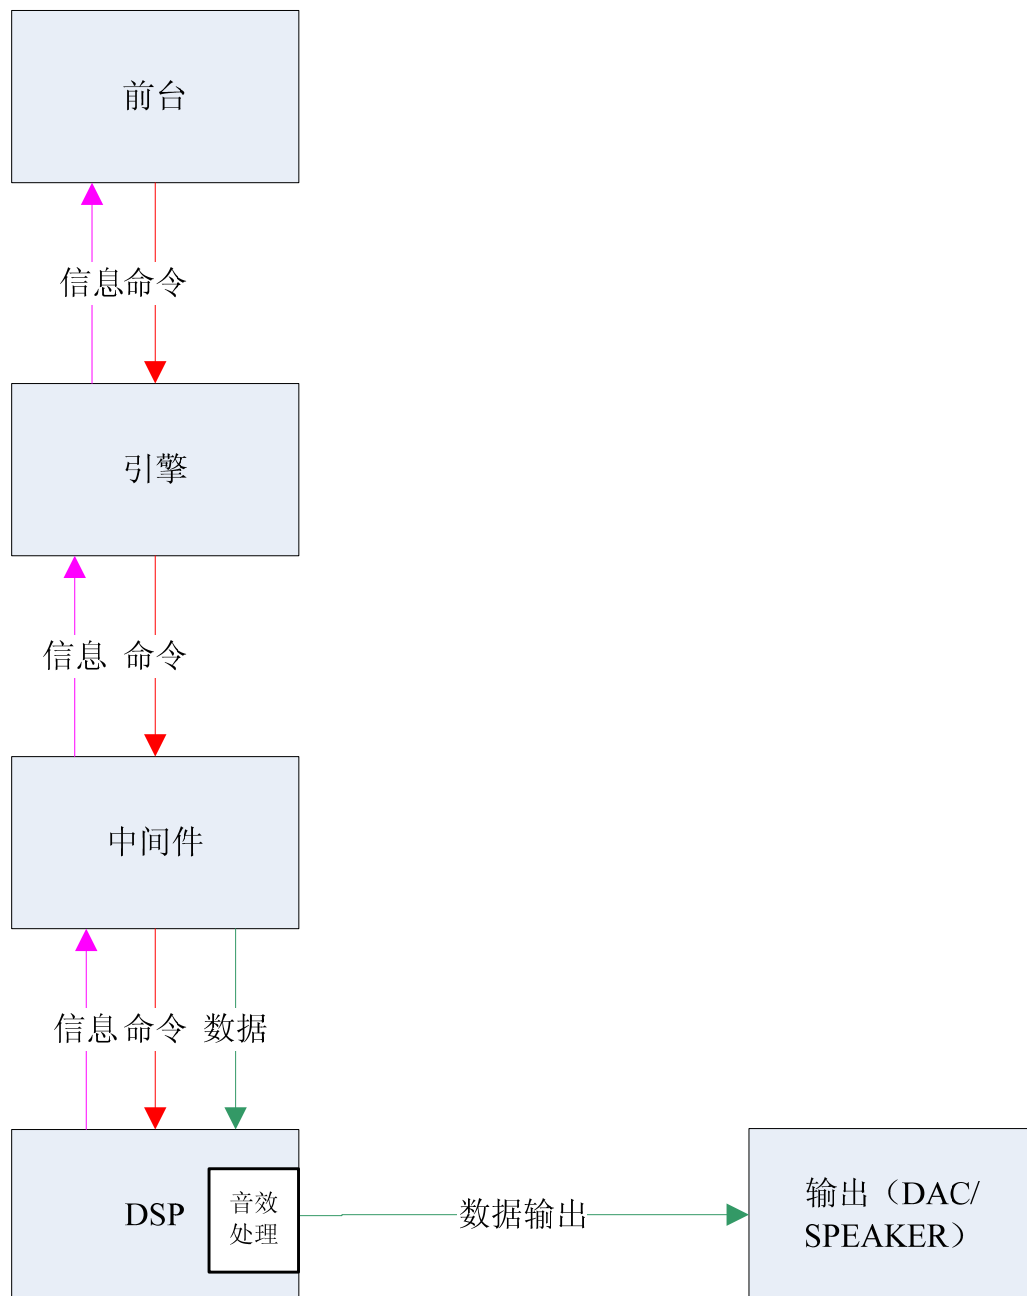 前台
信息 命令
引擎
信息 命令
中间件
信息 命令 数据
DSP
音效
处理
数据输出
输出（DAC/
SPEAKER）